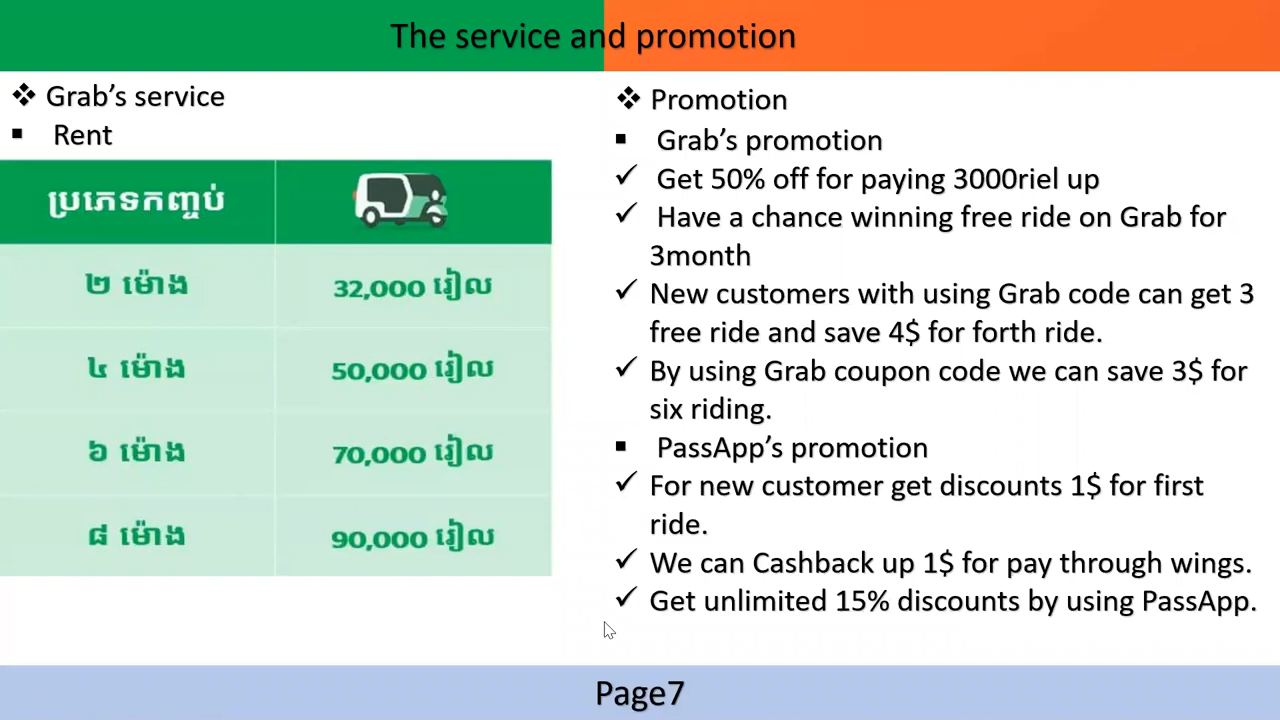 The service and promotion
Grab's service
Rent
ប្រភេទកញ្ចប់
២ ម៉ោង 32,000 រៀល
៤ ម៉ោង 50,000 រៀល
៦ ម៉ោង 70,000 រៀល
៨ ម៉ោង 90,000 រៀល
Promotion
Grab's promotion
Get 50% off for paying 3000riel up
Have a chance winning free ride on Grab for
3month
New customers with using Grab code can get 3
free ride and save 4$ for forth ride.
By using Grab coupon code we can save 3$ for
six riding.
PassApp's promotion
For new customer get discounts 1$ for first
ride.
We can Cashback up 1$ for pay through wings.
Get unlimited 15% discounts by using PassApp.
Page7